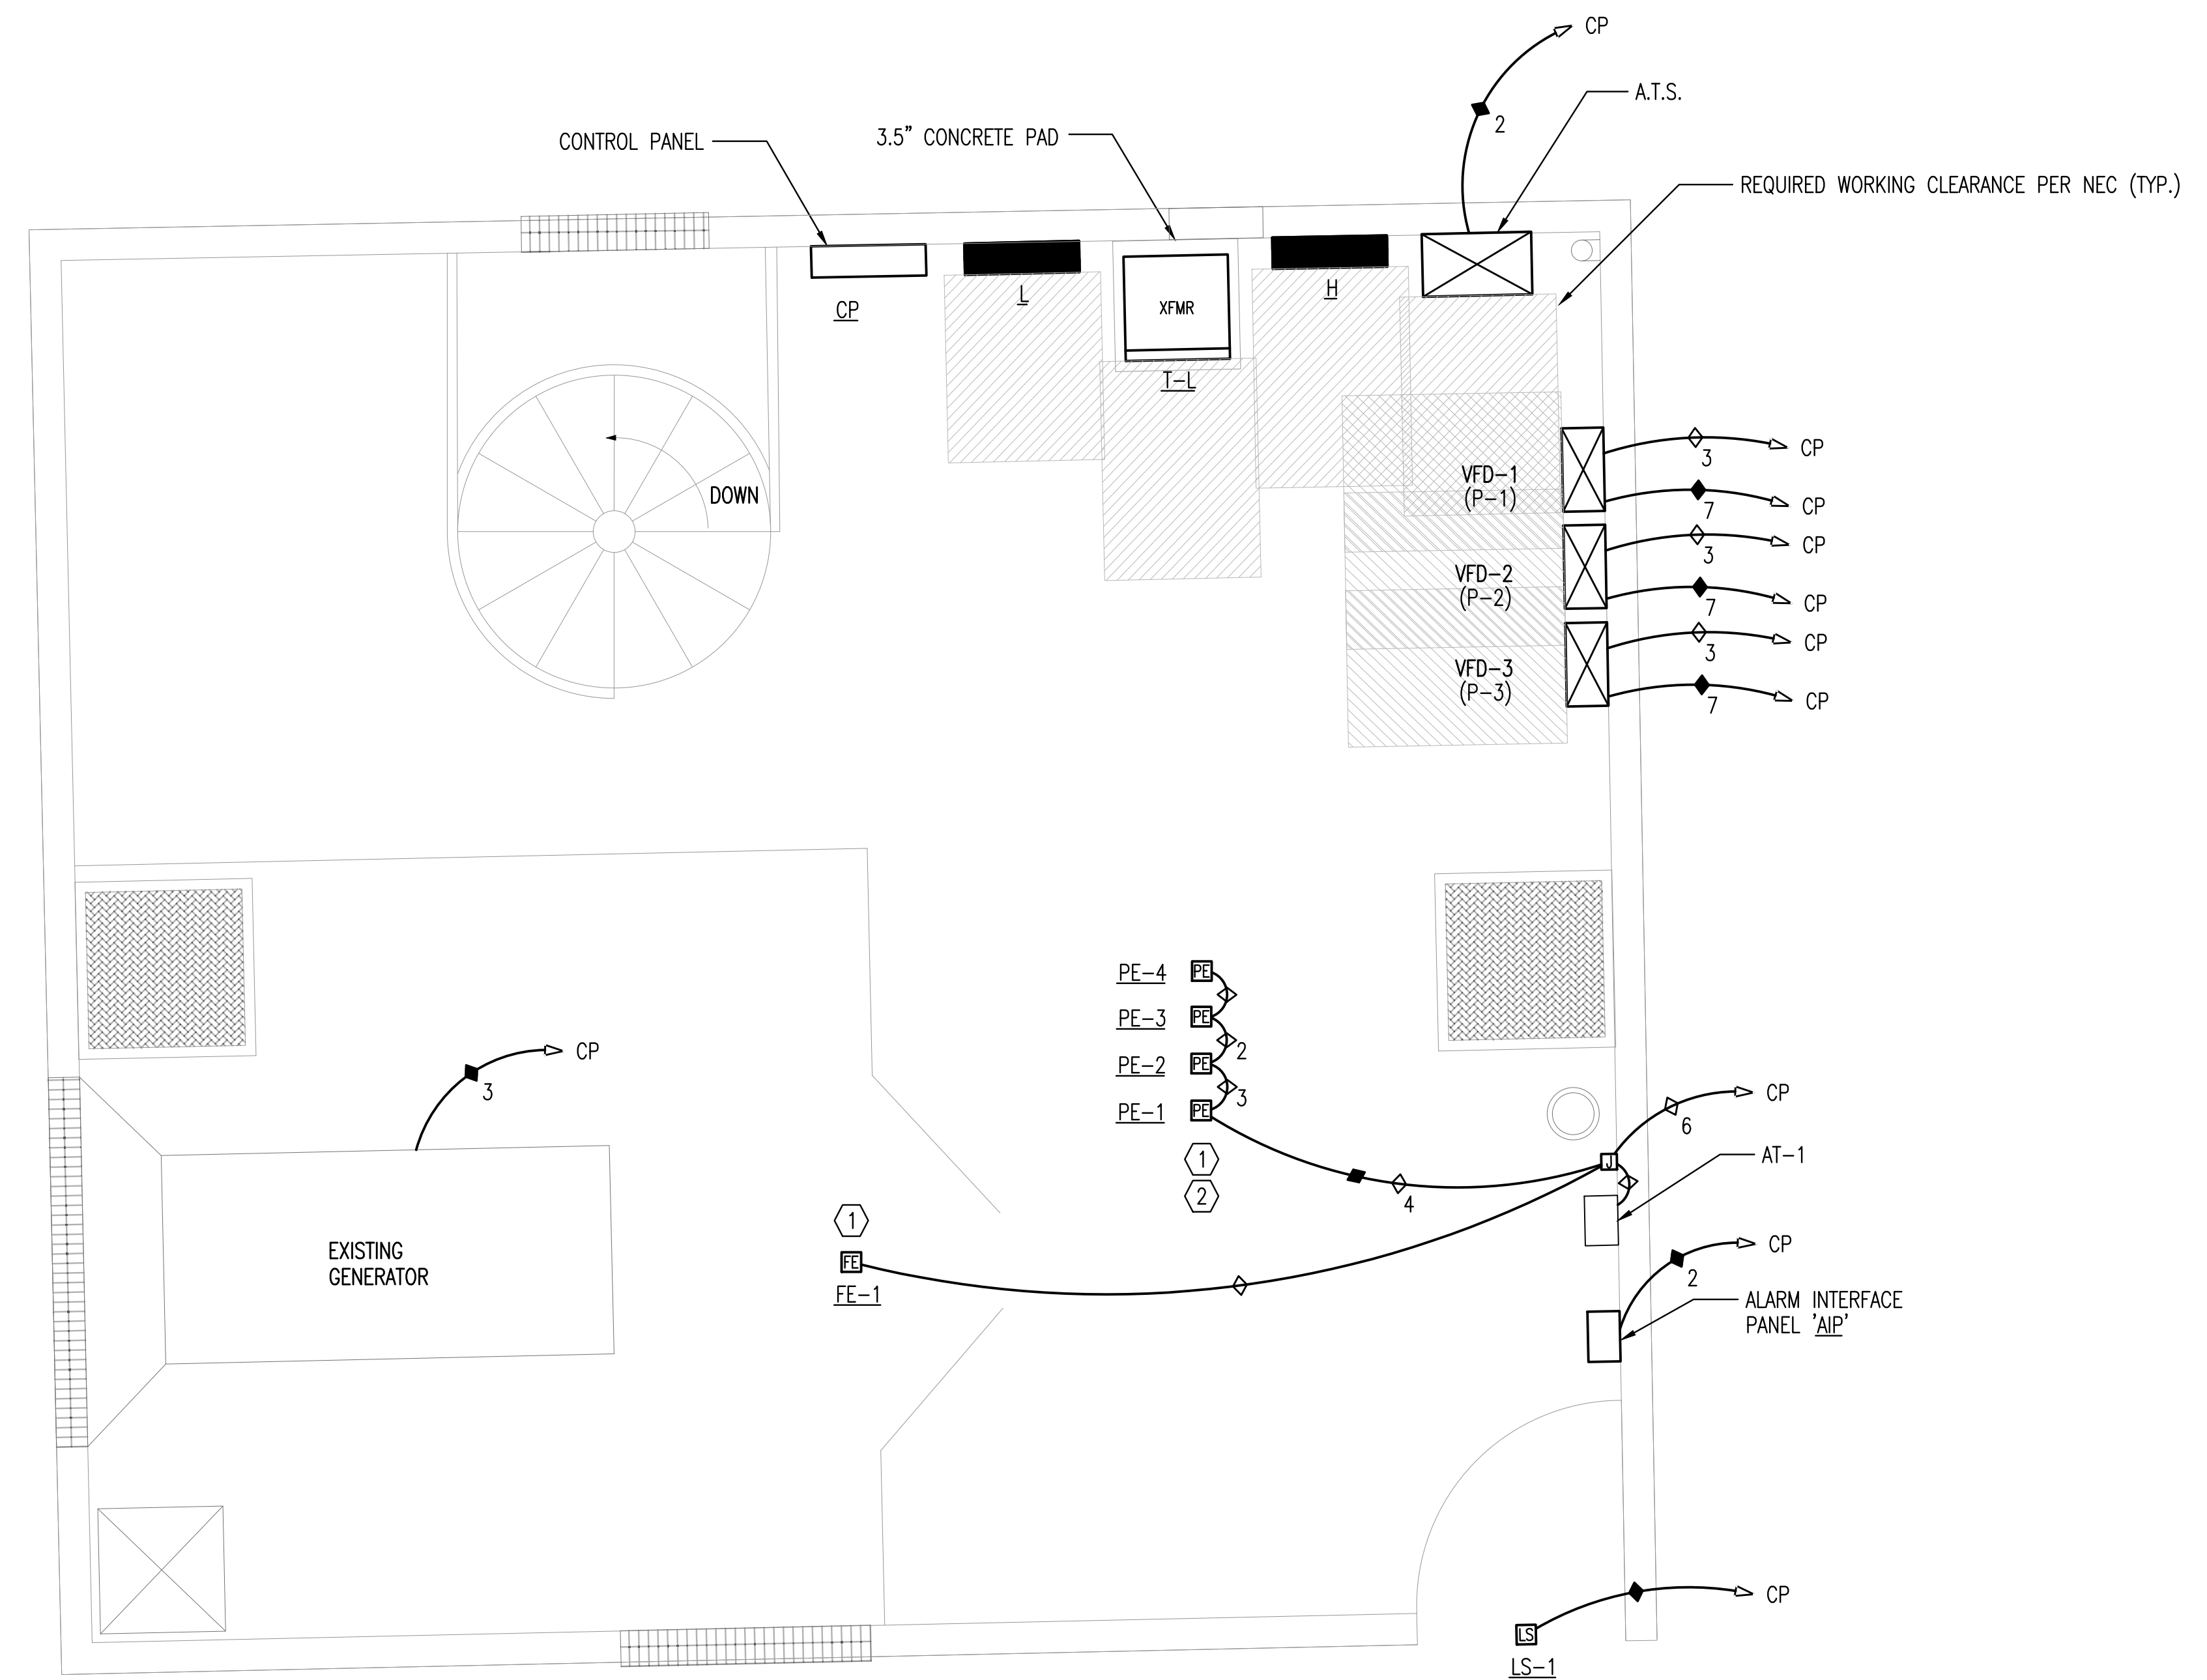 CP
A.T.S.
2
CONTROL PANEL
3.5" CONCRETE PAD
REQUIRED WORKING CLEARANCE PER NEC (TYP.)
CP
L
XFMR
H
T-L
DOWN
VFD-1
(P-1)
3
CP
7
CP
VFD-2
(P-2)
3
CP
7
CP
VFD-3
(P-3)
3
CP
7
CP
PE-4
PE
PE-3
PE
2
PE-2
PE
3
PE-1
PE
3
CP
6
CP
1
2
4
J
AT-1
1
FE
FE-1
EXISTING
GENERATOR
2
CP
ALARM INTERFACE
PANEL 'AIP'
CP
LS
LS-1